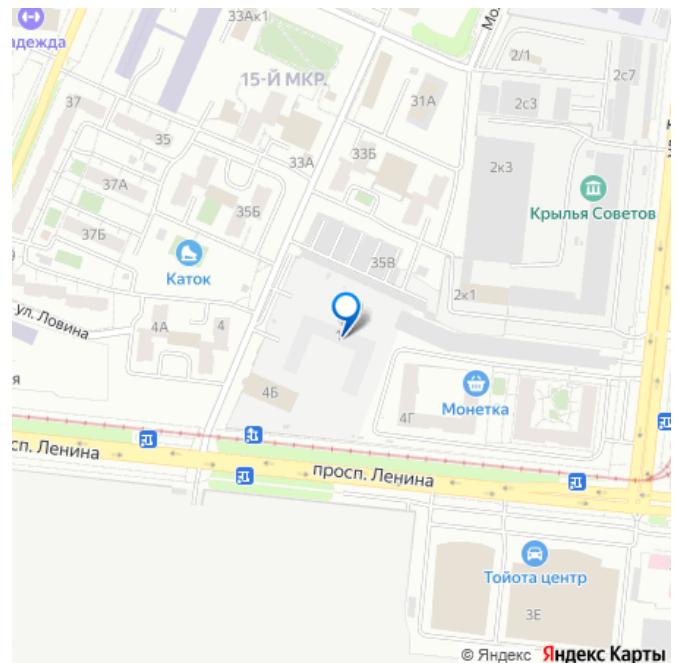 33Ак1
Мо
адежда
2/1
15-Й МКР.
2с7
37
31А
2с3
35
33А
33Б
2к3
37А
35Б
Крылья Советов
37Б
35В
Каток
2к1
ул. Ловина
4А
4
4Б
Монетка
4Г
сп. Ленина
просп. Ленина
Тойота центр
3Е
© Яндекс Яндекс Карты